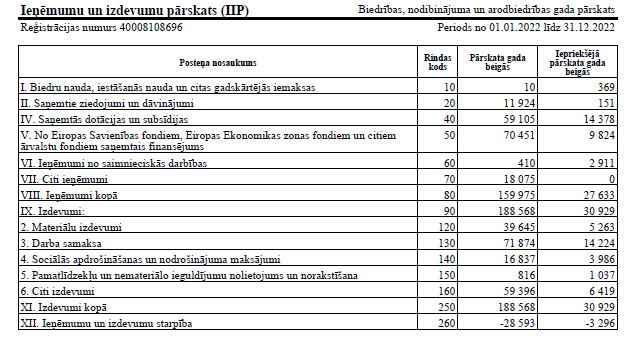 Ieņēmumu un izdevumu pārskats (IIP) Biedrības, nodibinājuma un arodbiedrības gada pārskats
Reģistrācijas numurs 40008108696 Periods no 01.01.2022 līdz 31.12.2022
Posteņa nosaukums Rindas kods Pārskata gada beigās Iepriekšējā pārskata gada beigās
I. Biedru nauda, iestāšanās nauda un citas gadskārtējās iemaksas 10 10 369
II. Saņemtie ziedojumi un dāvinājumi 20 11 924 151
IV. Saņemtās dotācijas un subsīdijas 40 59 105 14 378
V. No Eiropas Savienības fondiem, Eiropas Ekonomikas zonas fondiem un citiem 50 70 451 9 824
ārvalstu fondiem saņemtais finansējums
VI. Ieņēmumi no saimnieciskās darbības 60 410 2 911
VII. Citi ieņēmumi 70 18 075 0
VIII. Ieņēmumi kopā 80 159 975 27 633
IX. Izdevumi: 90 188 568 30 929
2. Materiālu izdevumi 120 39 645 5 263
3. Darba samaksa 130 71 874 14 224
4. Sociālās apdrošināšanas un nodrošinājuma maksājumi 140 16 837 3 986
5. Pamatlīdzekļu un nemateriālo ieguldījumu nolietojums un norakstīšana 150 816 1 037
6. Citi izdevumi 160 59 396 6 419
XI. Izdevumi kopā 250 188 568 30 929
XII. Ieņēmumu un izdevumu starpība 260 -28 593 -3 296